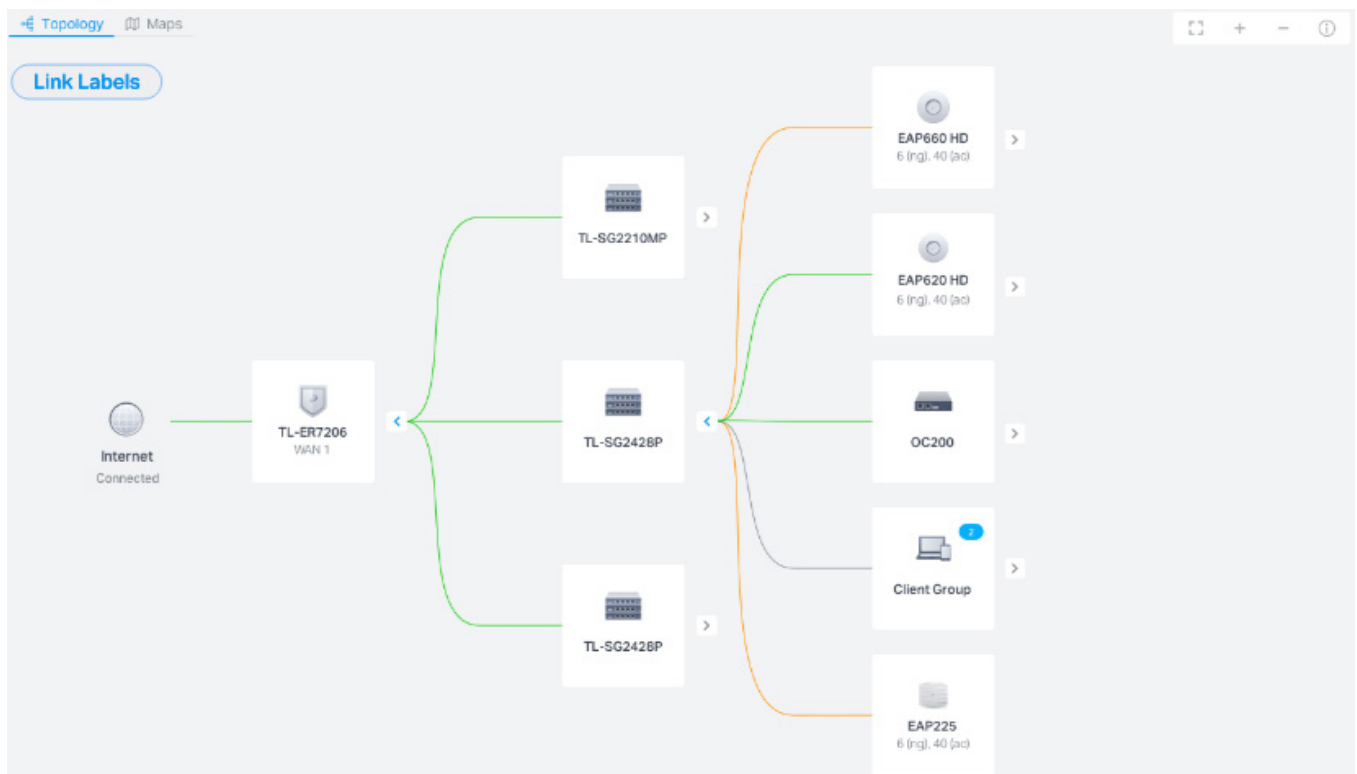 Topology Maps
Link Labels
EAP660 HD
6 (ng), 40 (ac)
TL-SG2210MP
EAP620 HD
6 (ng), 40 (ac)
Internet
Connected
TL-ER7206
WAN 1
TL-SG2428P
OC200
2
Client Group
TL-SG2428P
EAP225
6 (ng), 40 (ac)